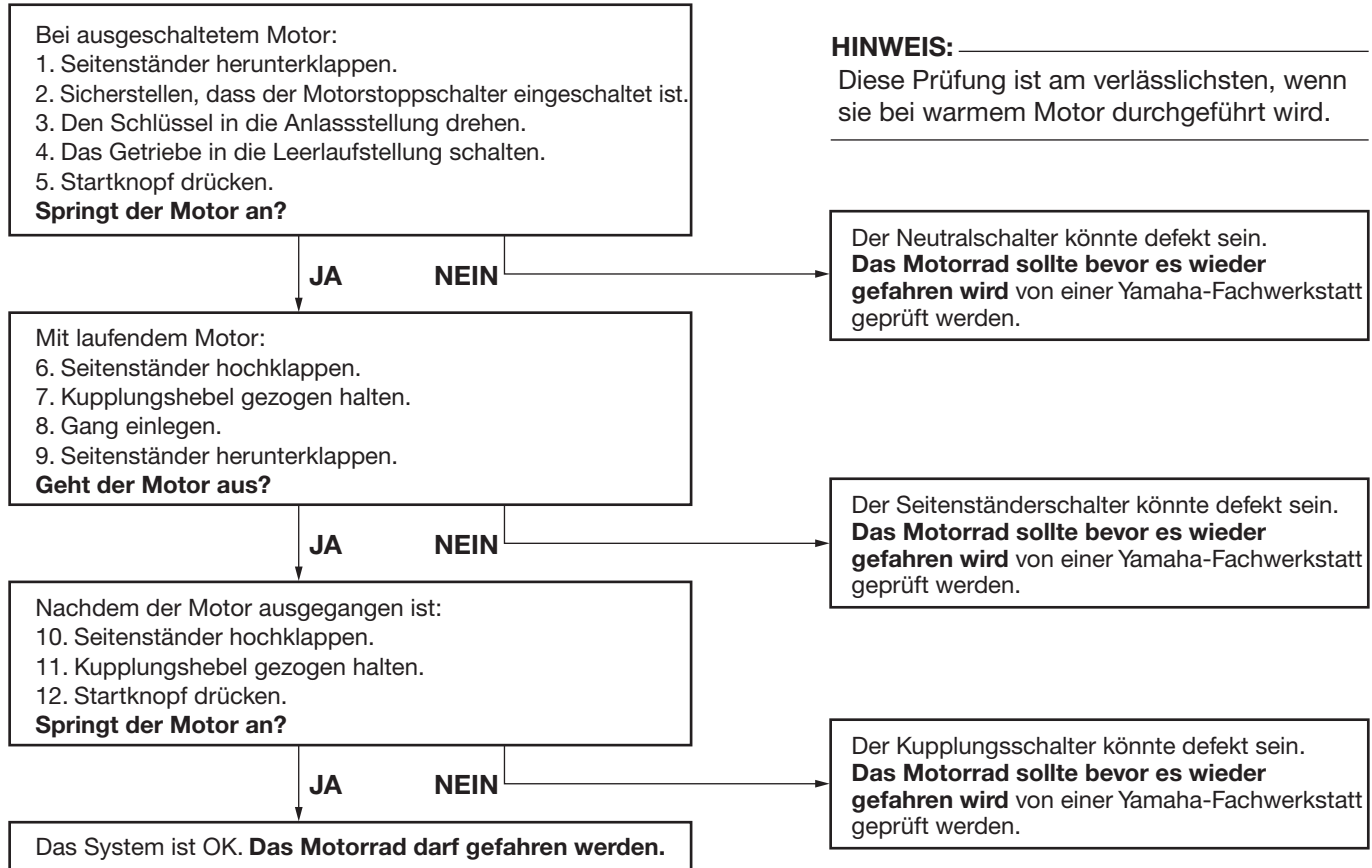 Bei ausgeschaltetem Motor:
1. Seitenständer herunterklappen.
2. Sicherstellen, dass der Motorstoppschalter eingeschaltet ist.
3. Den Schlüssel in die Anlassstellung drehen.
4. Das Getriebe in die Leerlaufstellung schalten.
5. Startknopf drücken.
Springt der Motor an?
HINWEIS:
Diese Prüfung ist am verlässlichsten, wenn
sie bei warmem Motor durchgeführt wird.
JA NEIN
Der Neutralschalter könnte defekt sein.
Das Motorrad sollte bevor es wieder
gefahren wird von einer Yamaha-Fachwerkstatt
geprüft werden.
Mit laufendem Motor:
6. Seitenständer hochklappen.
7. Kupplungshebel gezogen halten.
8. Gang einlegen.
9. Seitenständer herunterklappen.
Geht der Motor aus?
JA NEIN
Der Seitenständerschalter könnte defekt sein.
Das Motorrad sollte bevor es wieder
gefahren wird von einer Yamaha-Fachwerkstatt
geprüft werden.
Nachdem der Motor ausgegangen ist:
10. Seitenständer hochklappen.
11. Kupplungshebel gezogen halten.
12. Startknopf drücken.
Springt der Motor an?
JA NEIN
Der Kupplungsschalter könnte defekt sein.
Das Motorrad sollte bevor es wieder
gefahren wird von einer Yamaha-Fachwerkstatt
geprüft werden.
Das System ist OK. Das Motorrad darf gefahren werden.